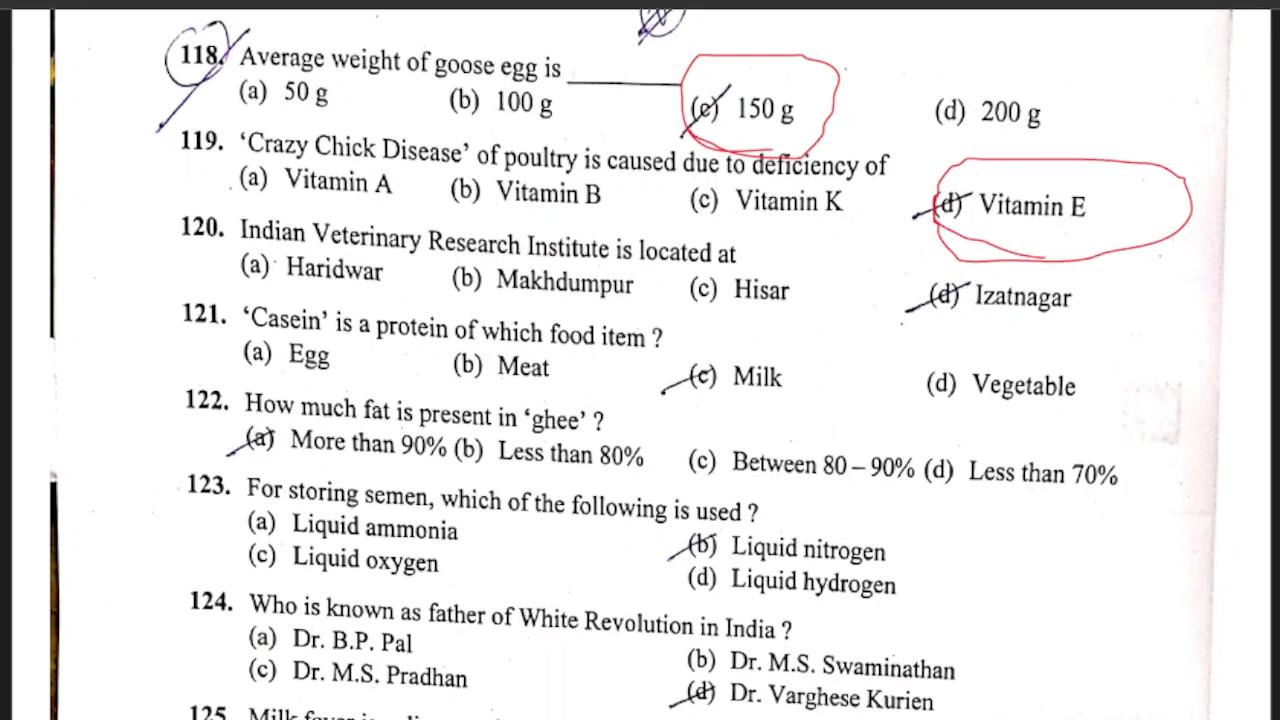 118. Average weight of goose egg is ________
(a) 50 g (b) 100 g (c) 150 g (d) 200 g
119. ‘Crazy Chick Disease’ of poultry is caused due to deficiency of
(a) Vitamin A (b) Vitamin B (c) Vitamin K (d) Vitamin E
120. Indian Veterinary Research Institute is located at
(a) Haridwar (b) Makhdumpur (c) Hisar (d) Izatnagar
121. ‘Casein’ is a protein of which food item ?
(a) Egg (b) Meat (c) Milk (d) Vegetable
122. How much fat is present in ‘ghee’ ?
(a) More than 90% (b) Less than 80% (c) Between 80 – 90% (d) Less than 70%
123. For storing semen, which of the following is used ?
(a) Liquid ammonia (b) Liquid nitrogen
(c) Liquid oxygen (d) Liquid hydrogen
124. Who is known as father of White Revolution in India ?
(a) Dr. B.P. Pal (b) Dr. M.S. Swaminathan
(c) Dr. M.S. Pradhan (d) Dr. Varghese Kurien
125 Milk fever